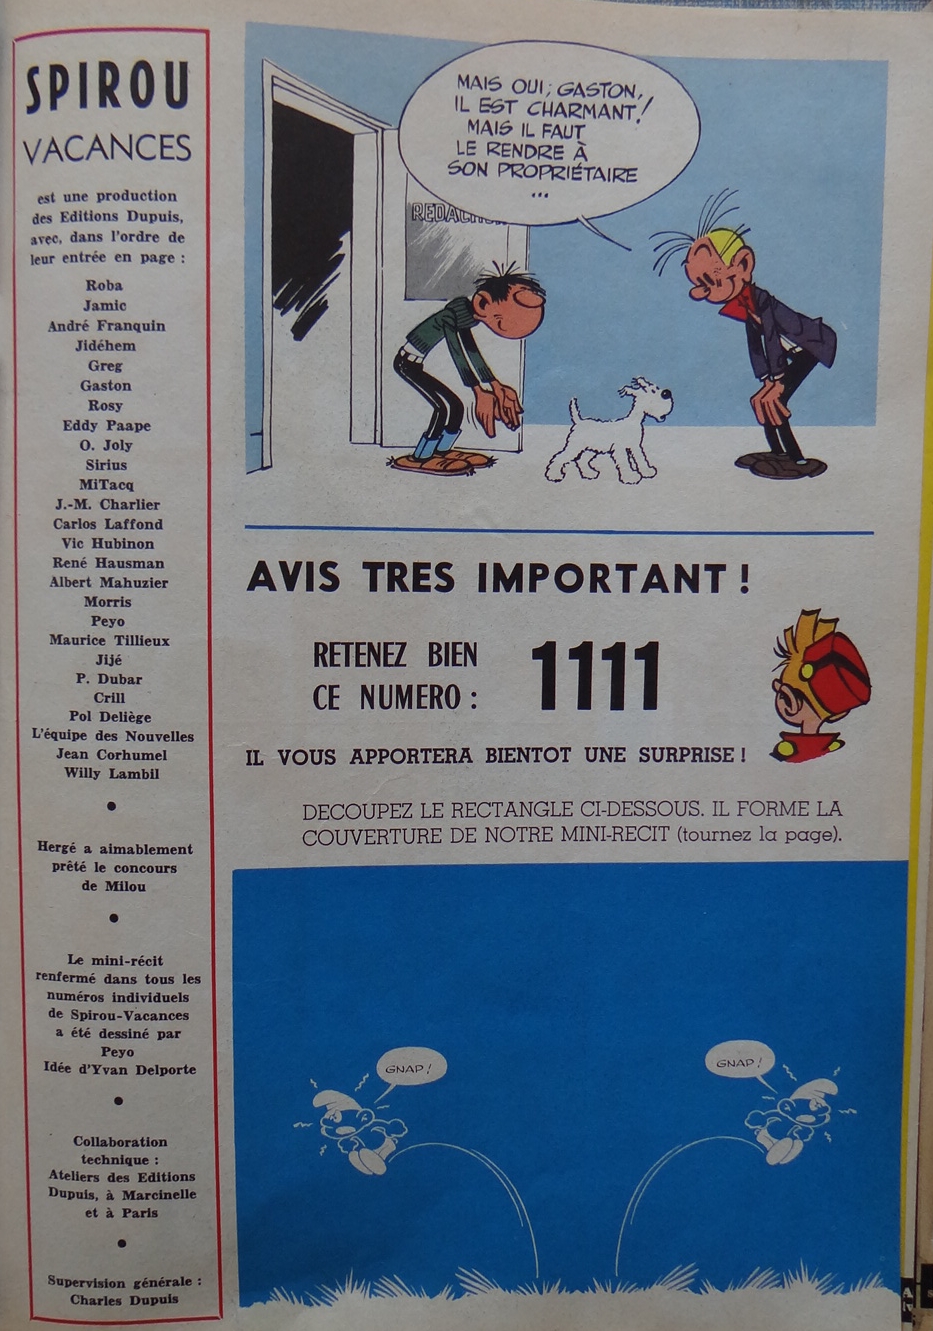 SPIROU
VACANCES
est une production
des Editions Dupuis,
avec, dans l'ordre de
leur entrée en page :
Roba
Jamic
André Franquin
Jidéhem
Greg
Gaston
Rosy
Eddy Paape
O. Joly
Sirius
MiTacq
J.-M. Charlier
Carlos Laffond
Vic Hubinon
René Hausman
Albert Mahuzier
Morris
Peyo
Maurice Tillieux
Jijé
P. Dubar
Crill
Pol Deliège
L'équipe des Nouvelles
Jean Corhumel
Willy Lambil
Hergé a aimablement
prêté le concours
de Milou
Le mini-récit
renfermé dans tous les
numéros individuels
de Spirou-Vacances
a été dessiné par
Peyo
Idée d'Yvan Delporte
Collaboration
technique :
Ateliers des Editions
Dupuis, à Marcinelle
et à Paris
Supervision générale :
Charles Dupuis
MAIS OUI, GASTON,
IL EST CHARMANT!
MAIS IL FAUT
LE RENDRE À
SON PROPRIÉTAIRE
...
AVIS TRES IMPORTANT !
RETENEZ BIEN
CE NUMERO :
1111
IL VOUS APPORTERA BIENTOT UNE SURPRISE !
DECOUPEZ LE RECTANGLE CI-DESSOUS. IL FORME LA
COUVERTURE DE NOTRE MINI-RECIT (tournez la page).
GNAP!
GNAP!